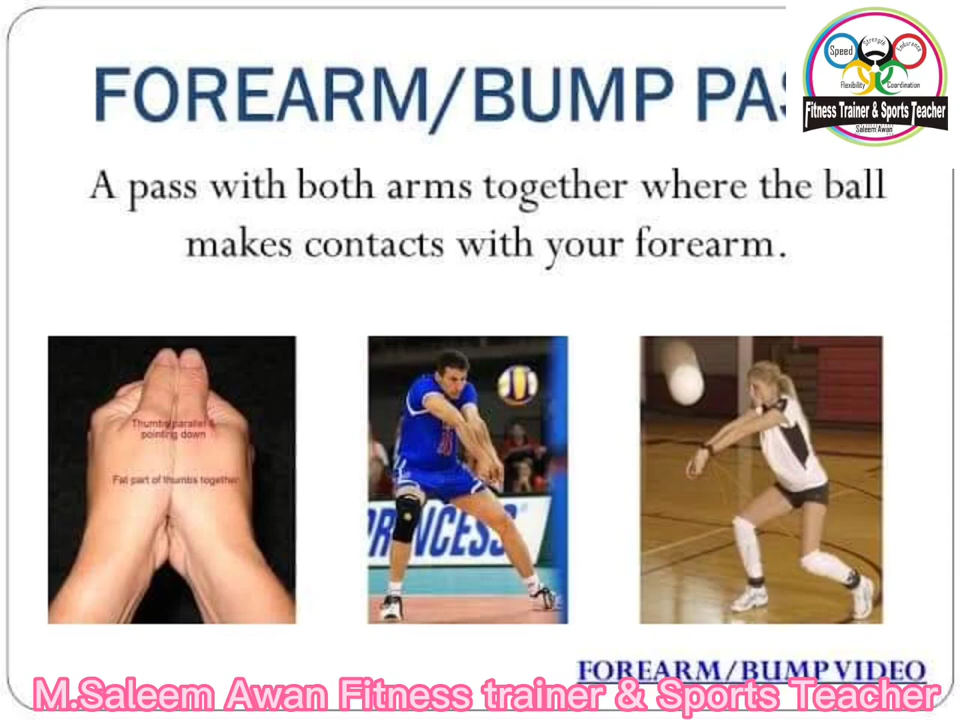 FOREARM/BUMP PAS
Speed
Strength
Endurance
Flexibility
Coordination
Fitness Trainer & Sports Teacher
Saleem Awan
A pass with both arms together where the ball
makes contacts with your forearm.
Thumbs parallel &
pointing down
Fat part of thumbs together
PRINCESS
FOREARM/BUMP VIDEO
M.Saleem Awan Fitness trainer & Sports Teacher